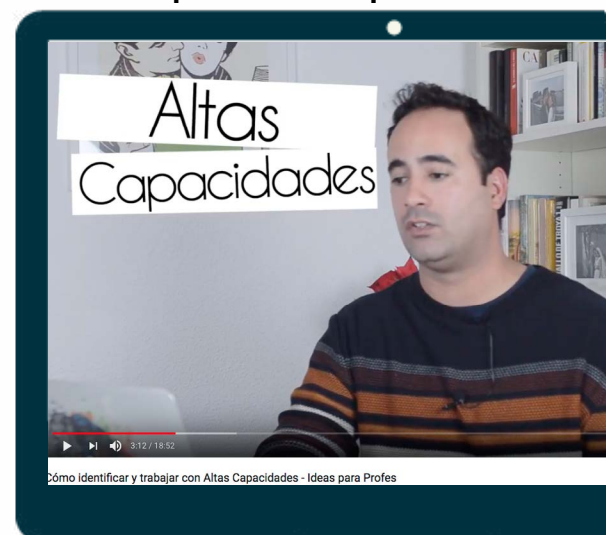 Altas
Capacidades
3:12 / 18:52
Cómo identificar y trabajar con Altas Capacidades - Ideas para Profes